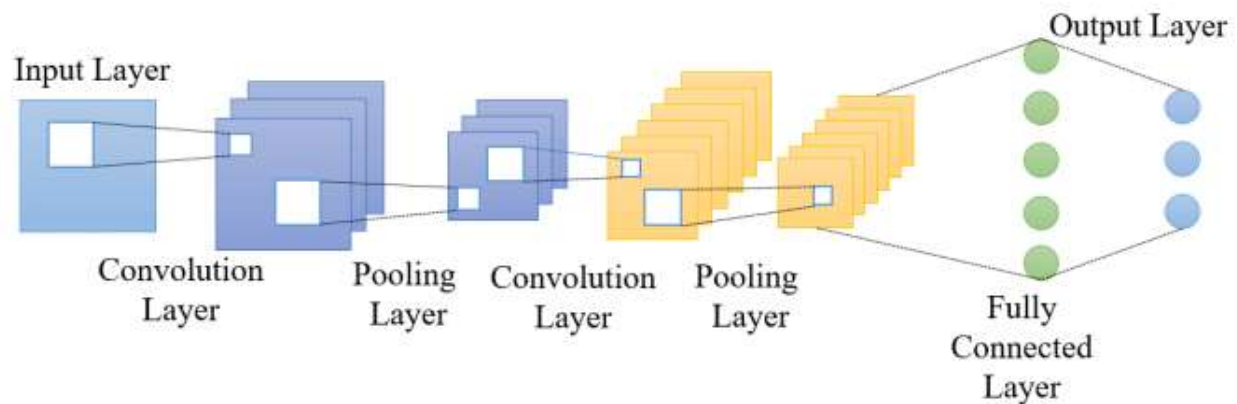 Input Layer
Output Layer
Convolution
Layer
Pooling
Layer
Convolution
Layer
Pooling
Layer
Fully
Connected
Layer